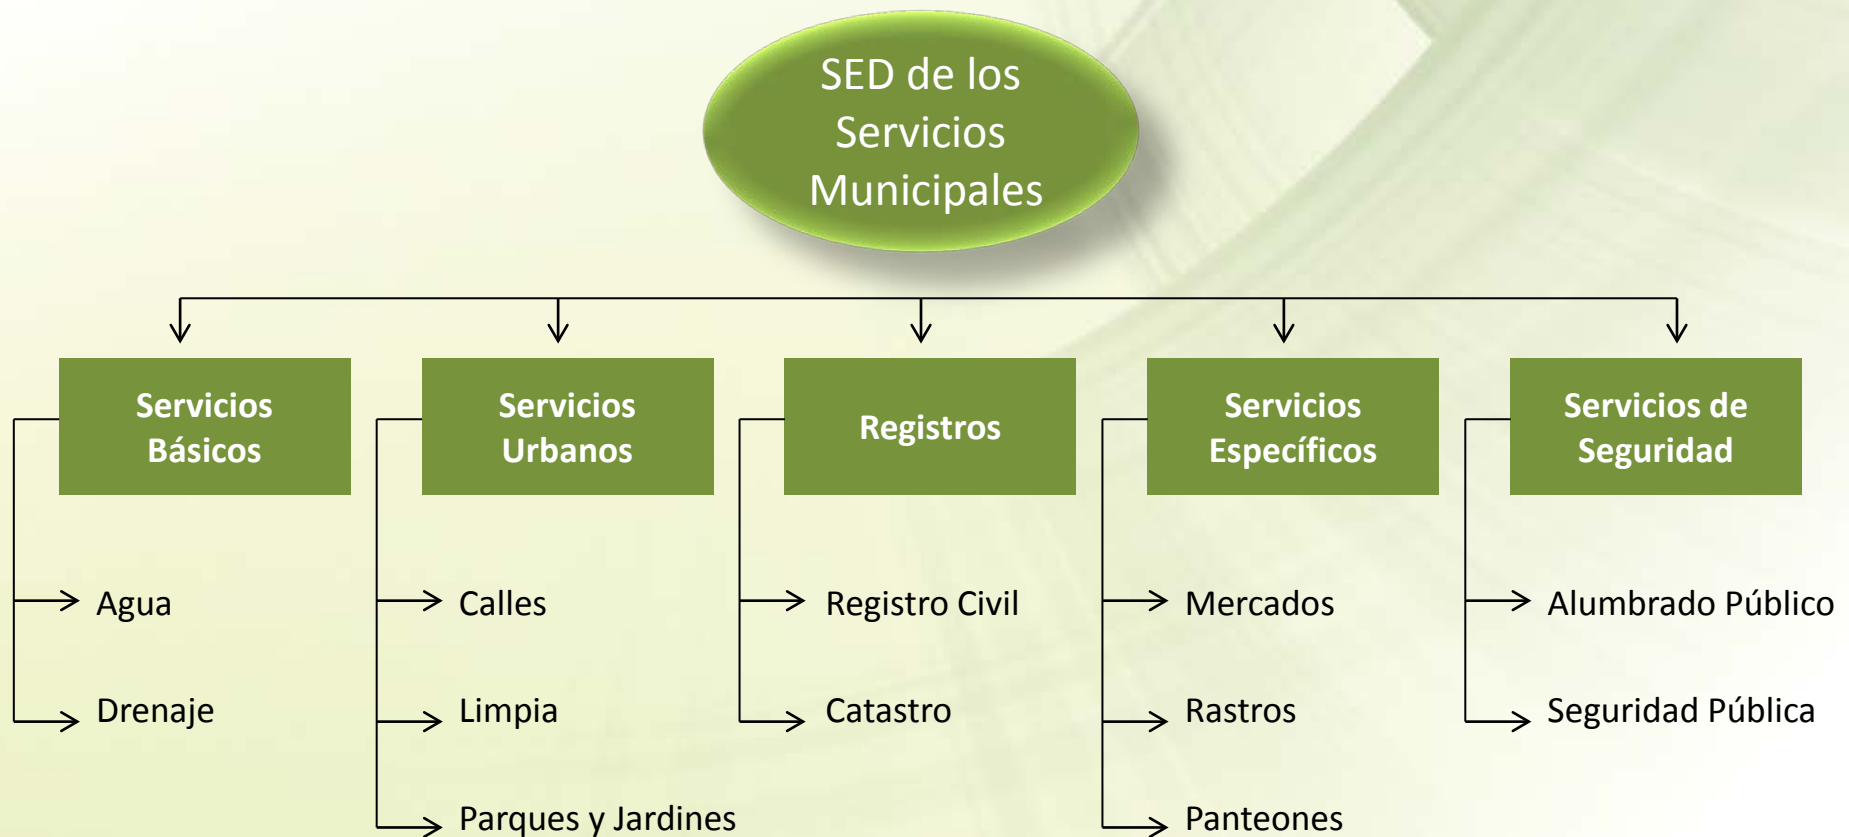 SED de los
Servicios
Municipales
Servicios
Básicos
Agua
Drenaje
Servicios
Urbanos
Calles
Limpia
Parques y Jardines
Registros
Registro Civil
Catastro
Servicios
Específicos
Mercados
Rastros
Panteones
Servicios de
Seguridad
Alumbrado Público
Seguridad Pública